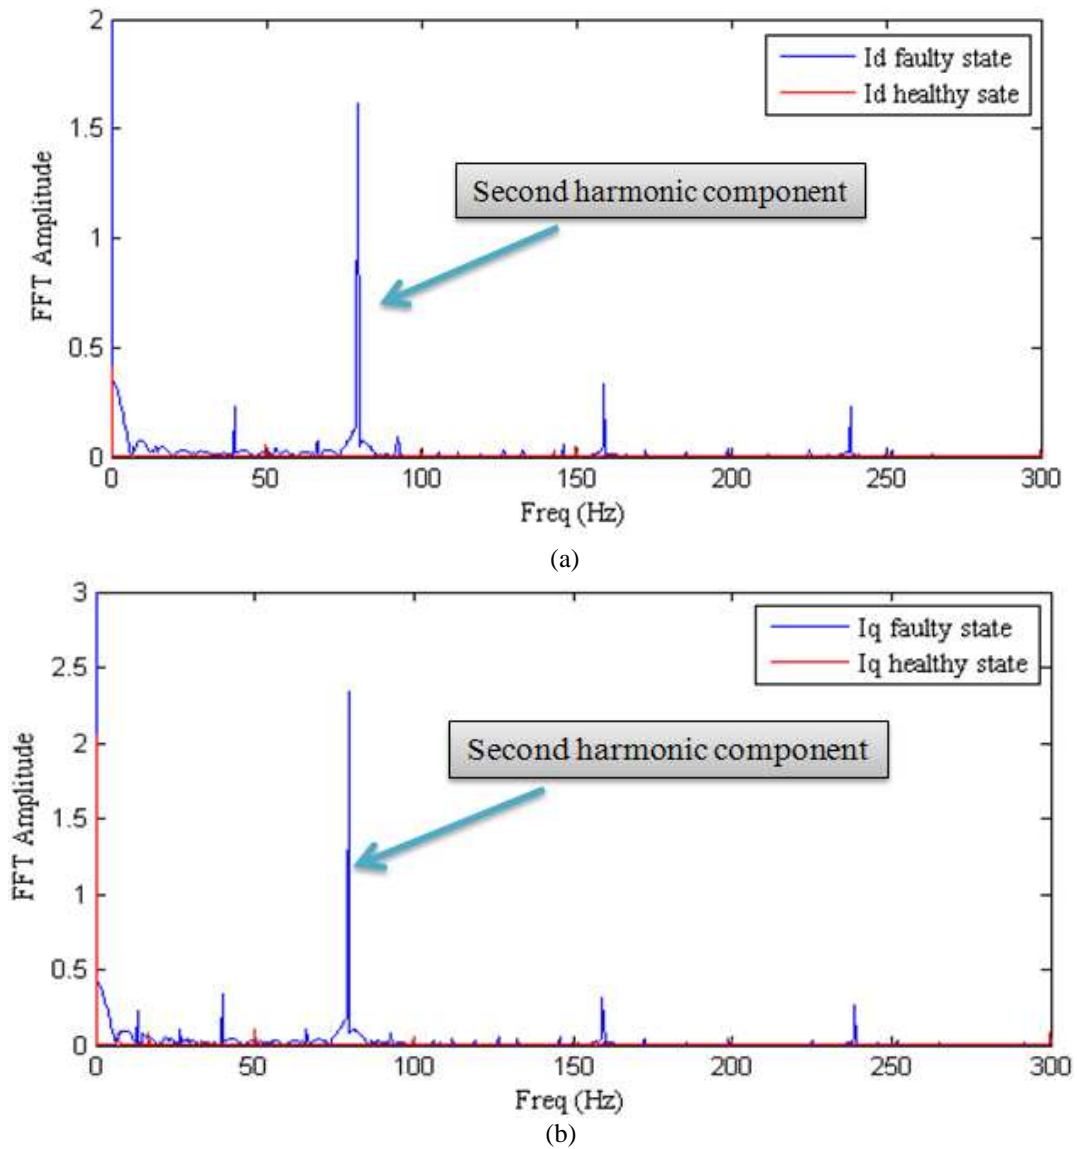 2
1.5
1
0.5
0
FFT Amplitude
Id faulty state
Id healthy sate
Second harmonic component
0 50 100 150 200 250 300
Freq (Hz)
(a)
3
2.5
2
1.5
1
0.5
0
FFT Amplitude
Iq faulty state
Iq healthy state
Second harmonic component
0 50 100 150 200 250 300
Freq (Hz)
(b)